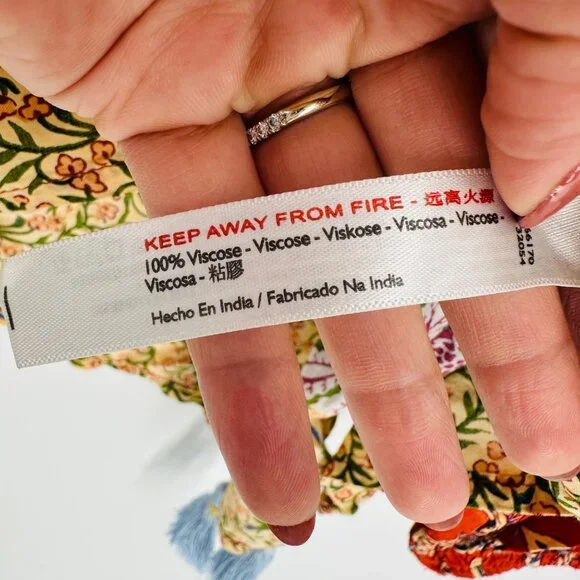 KEEP AWAY FROM FIRE - 远离火源
100% Viscose - Viscose - Viskose - Viscosa - Viscose -
Viscosa - 粘膠
Hecho En India / Fabricado Na India
32054